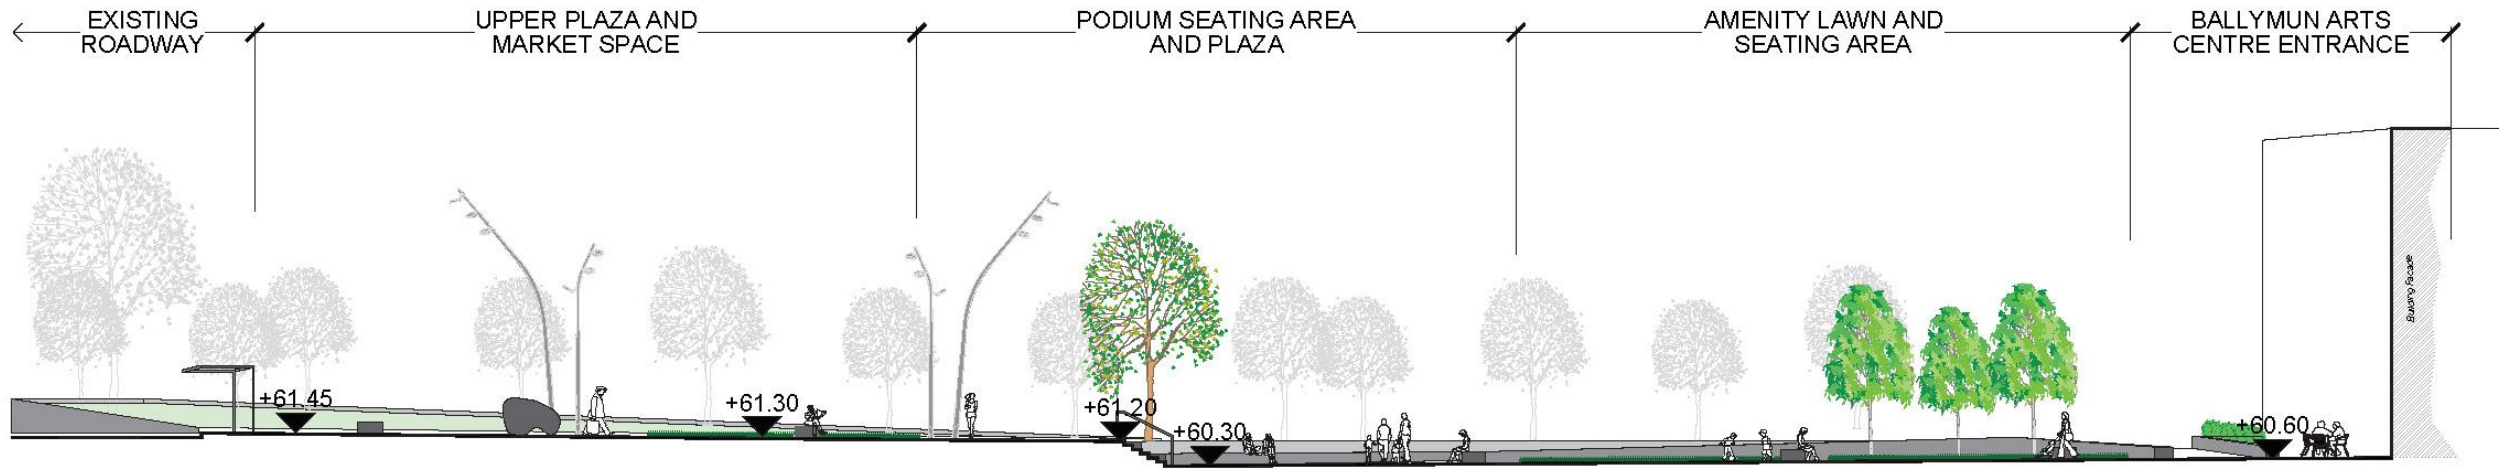 EXISTING
ROADWAY
UPPER PLAZA AND
MARKET SPACE
PODIUM SEATING AREA
AND PLAZA
AMENITY LAWN AND
SEATING AREA
BALLYMUN ARTS
CENTRE ENTRANCE
+61.45
+61.30
+61.20
+60.30
+60.60
Building Facade